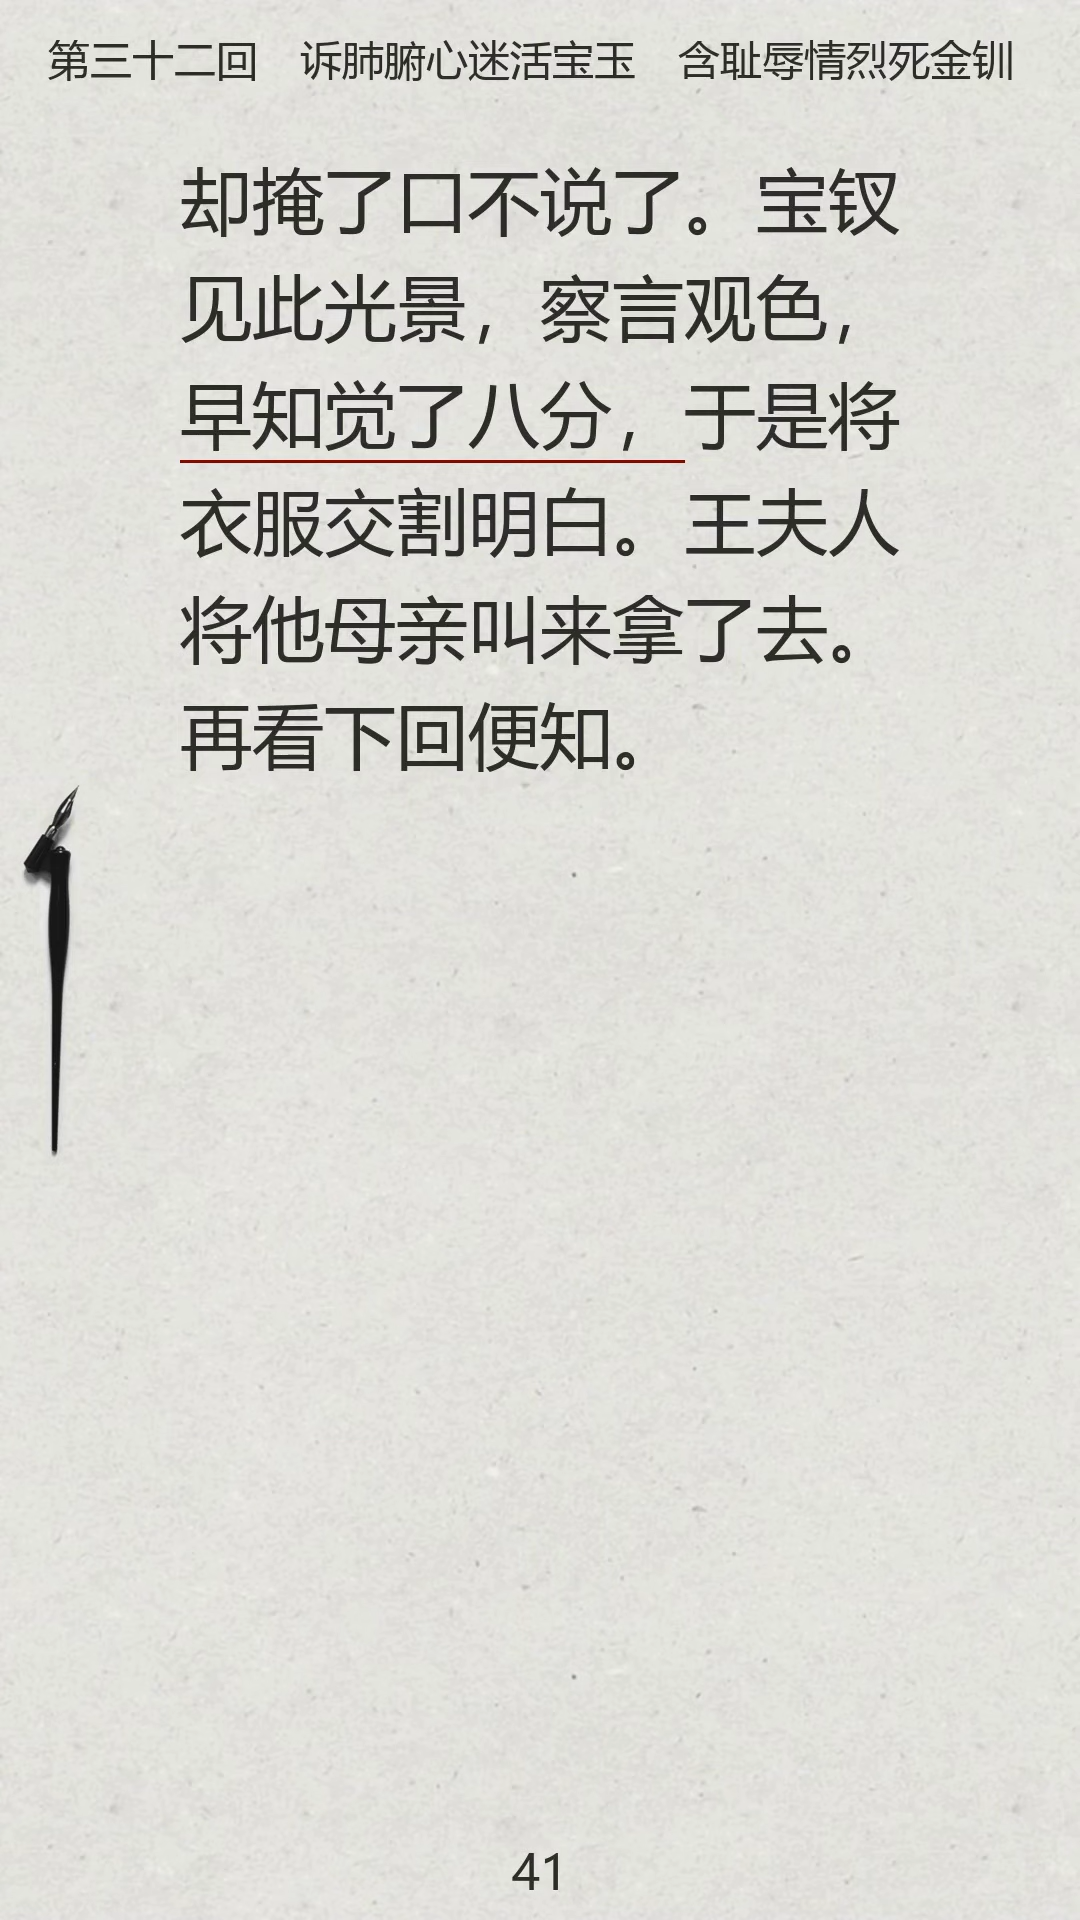 第三十二回　诉肺腑心迷活宝玉　含耻辱情烈死金钏
却掩了口不说了。宝钗
见此光景，察言观色，
早知觉了八分，于是将
衣服交割明白。王夫人
将他母亲叫来拿了去。
再看下回便知。
41